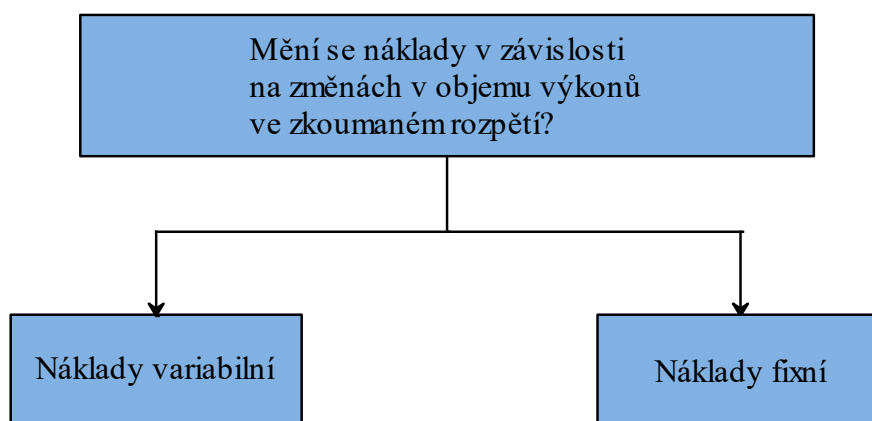 Mění se náklady v závislosti
na změnách v objemu výkonů
ve zkoumaném rozpětí?
Náklady variabilní
Náklady fixní